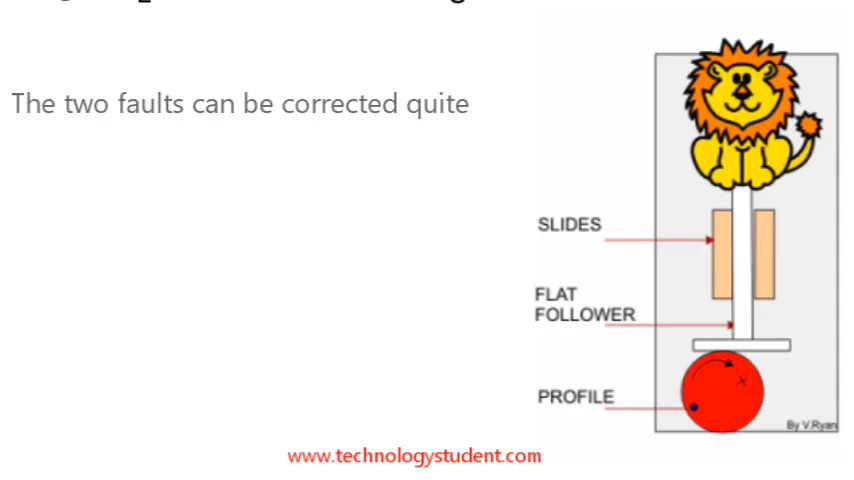 The two faults can be corrected quite
SLIDES
FLAT
FOLLOWER
PROFILE
By V.Ryan
www.technologystudent.com